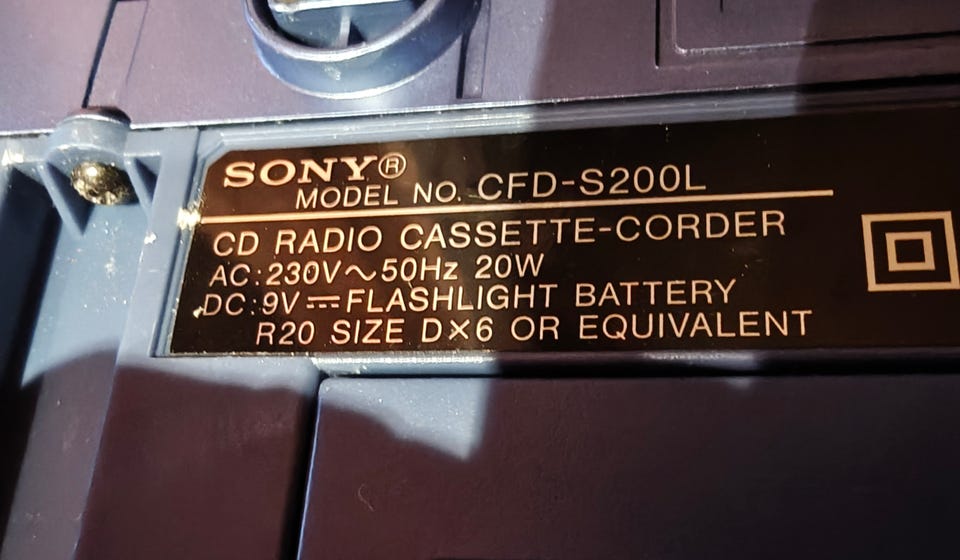 SONY®
MODEL NO. CFD-S200L
CD RADIO CASSETTE-CORDER
AC:230V～50Hz 20W
DC:9V⎓FLASHLIGHT BATTERY
R20 SIZE D×6 OR EQUIVALENT